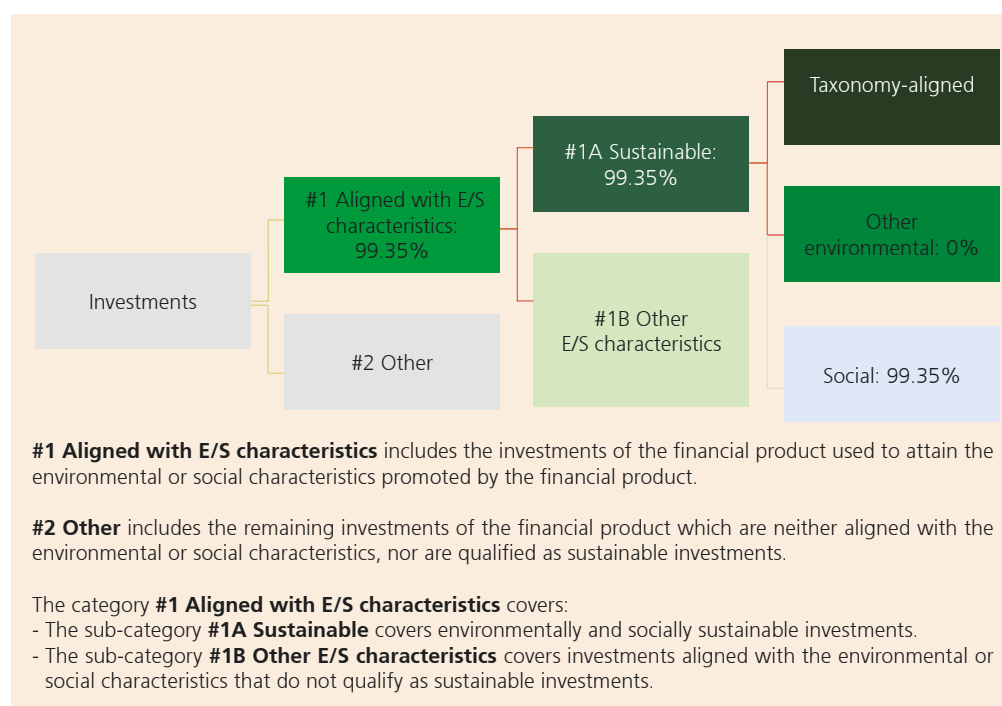 Taxonomy-aligned
#1A Sustainable:
99.35%
#1 Aligned with E/S
characteristics:
99.35%
Other
environmental: 0%
Investments
#1B Other
E/S characteristics
#2 Other
Social: 99.35%
#1 Aligned with E/S characteristics includes the investments of the financial product used to attain the
environmental or social characteristics promoted by the financial product.
#2 Other includes the remaining investments of the financial product which are neither aligned with the
environmental or social characteristics, nor are qualified as sustainable investments.
The category #1 Aligned with E/S characteristics covers:
- The sub-category #1A Sustainable covers environmentally and socially sustainable investments.
- The sub-category #1B Other E/S characteristics covers investments aligned with the environmental or
social characteristics that do not qualify as sustainable investments.